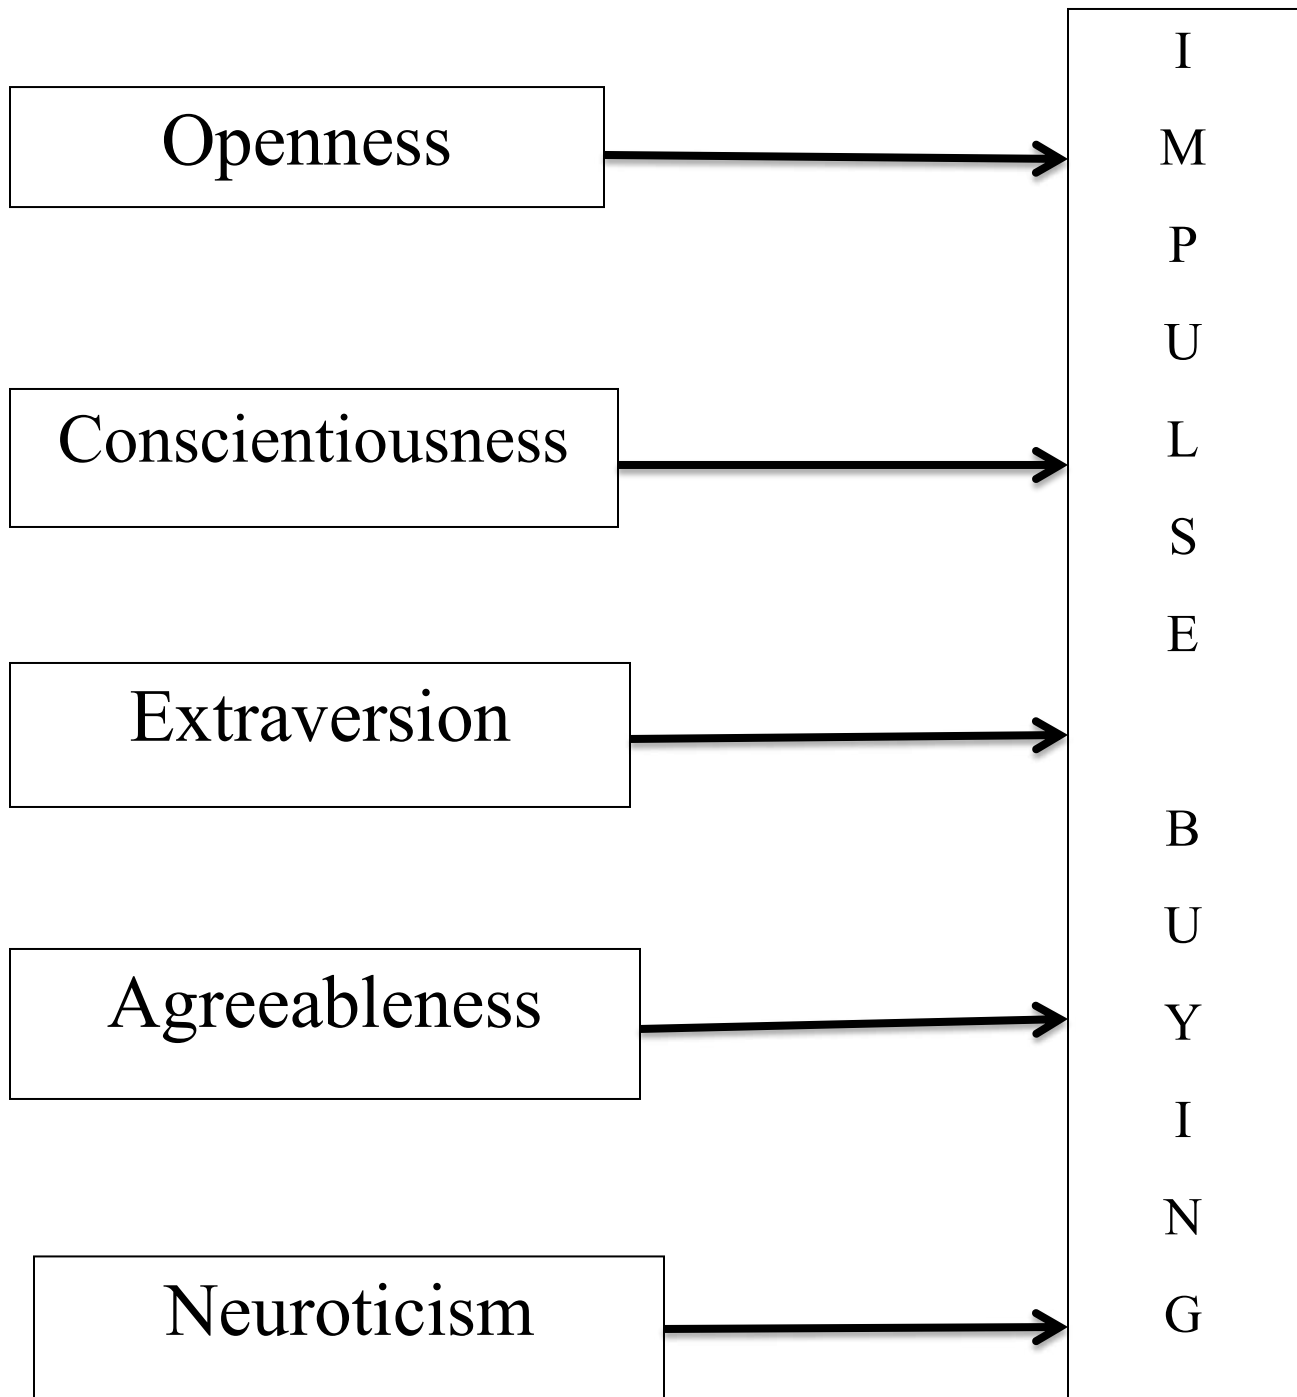 Openness
Conscientiousness
Extraversion
Agreeableness
Neuroticism
I
M
P
U
L
S
E
B
U
Y
I
N
G